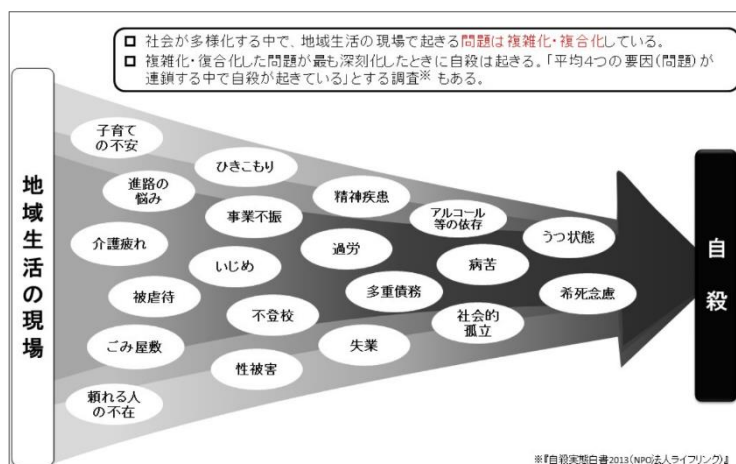 □ 社会が多様化する中で、地域生活の現場で起きる問題は複雑化・複合化している。
□ 複雑化・復合化した問題が最も深刻化したときに自殺は起きる。「平均4つの要因(問題)が
連鎖する中で自殺が起きている」とする調査※もある。
地域生活の現場
子育て
の不安
ひきこもり
進路の
悩み
精神疾患
事業不振
アルコール
等の依存
うつ状態
介護疲れ
過労
いじめ
病苦
被虐待
多重債務
希死念慮
不登校
社会的
孤立
ごみ屋敷
失業
性被害
頼れる人
の不在
自殺
※『自殺実態白書2013(NPO法人ライフリンク)』